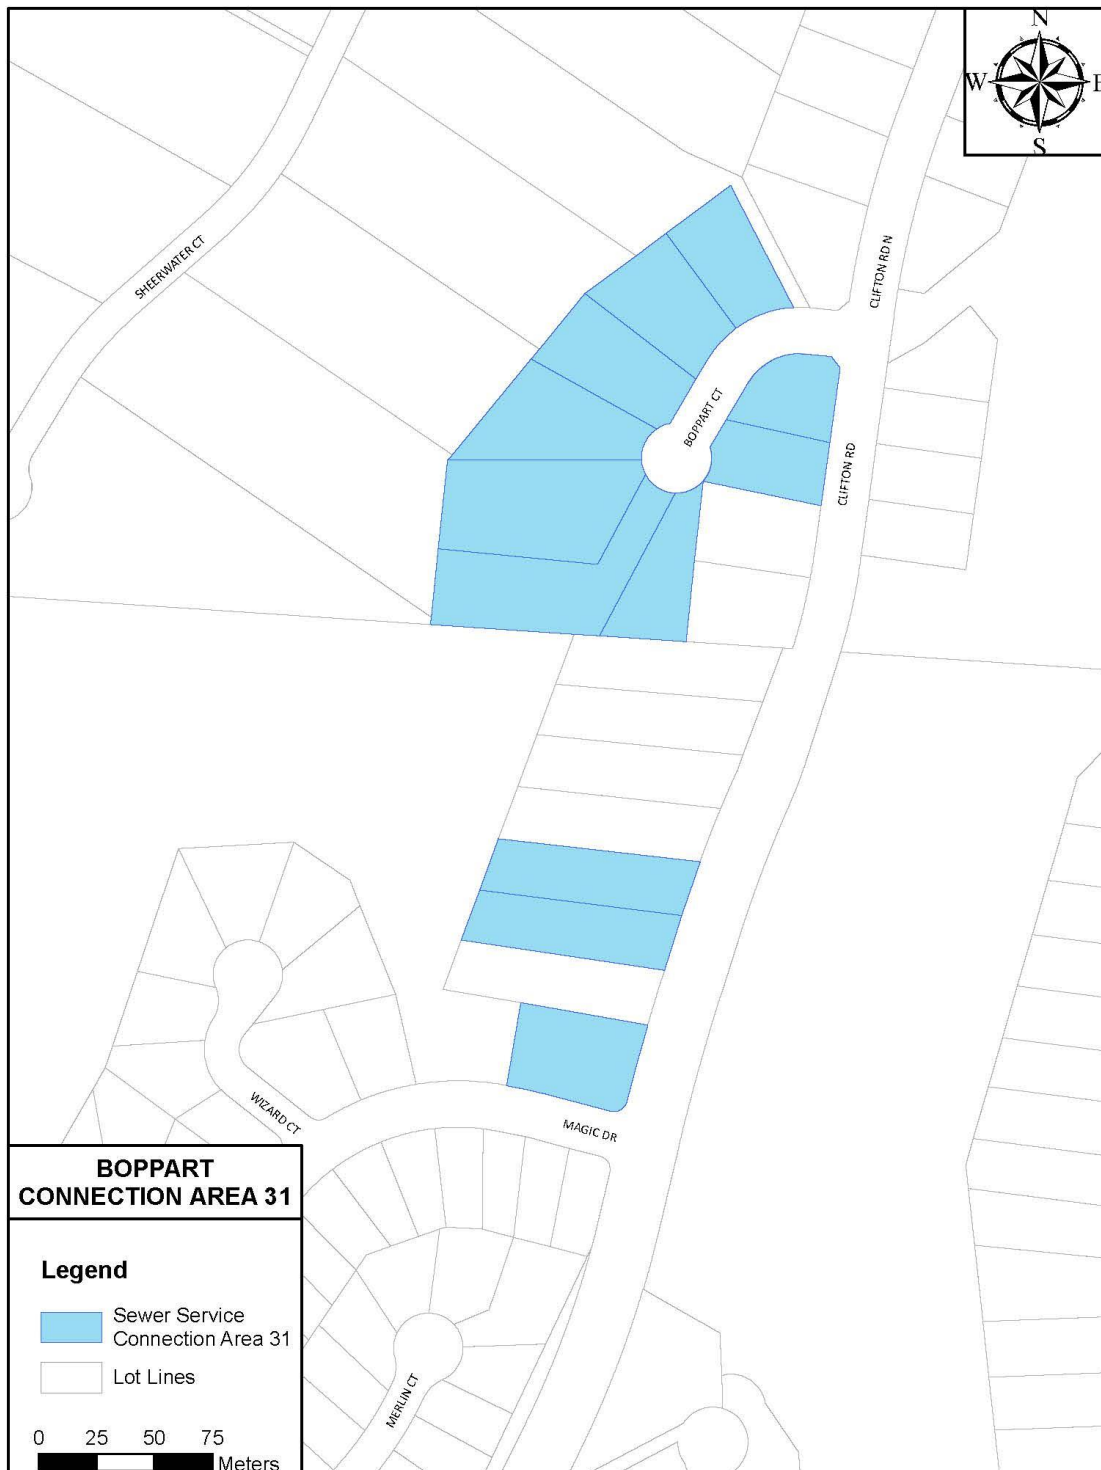 N
W
E
S
SHEERWATER CT
CLIFTON RD N
BOPPART CT
CLIFTON RD
WIZARD CT
MAGIC DR
MERLIN CT
BOPPART
CONNECTION AREA 31
Legend
Sewer Service
Connection Area 31
Lot Lines
0 25 50 75
Meters